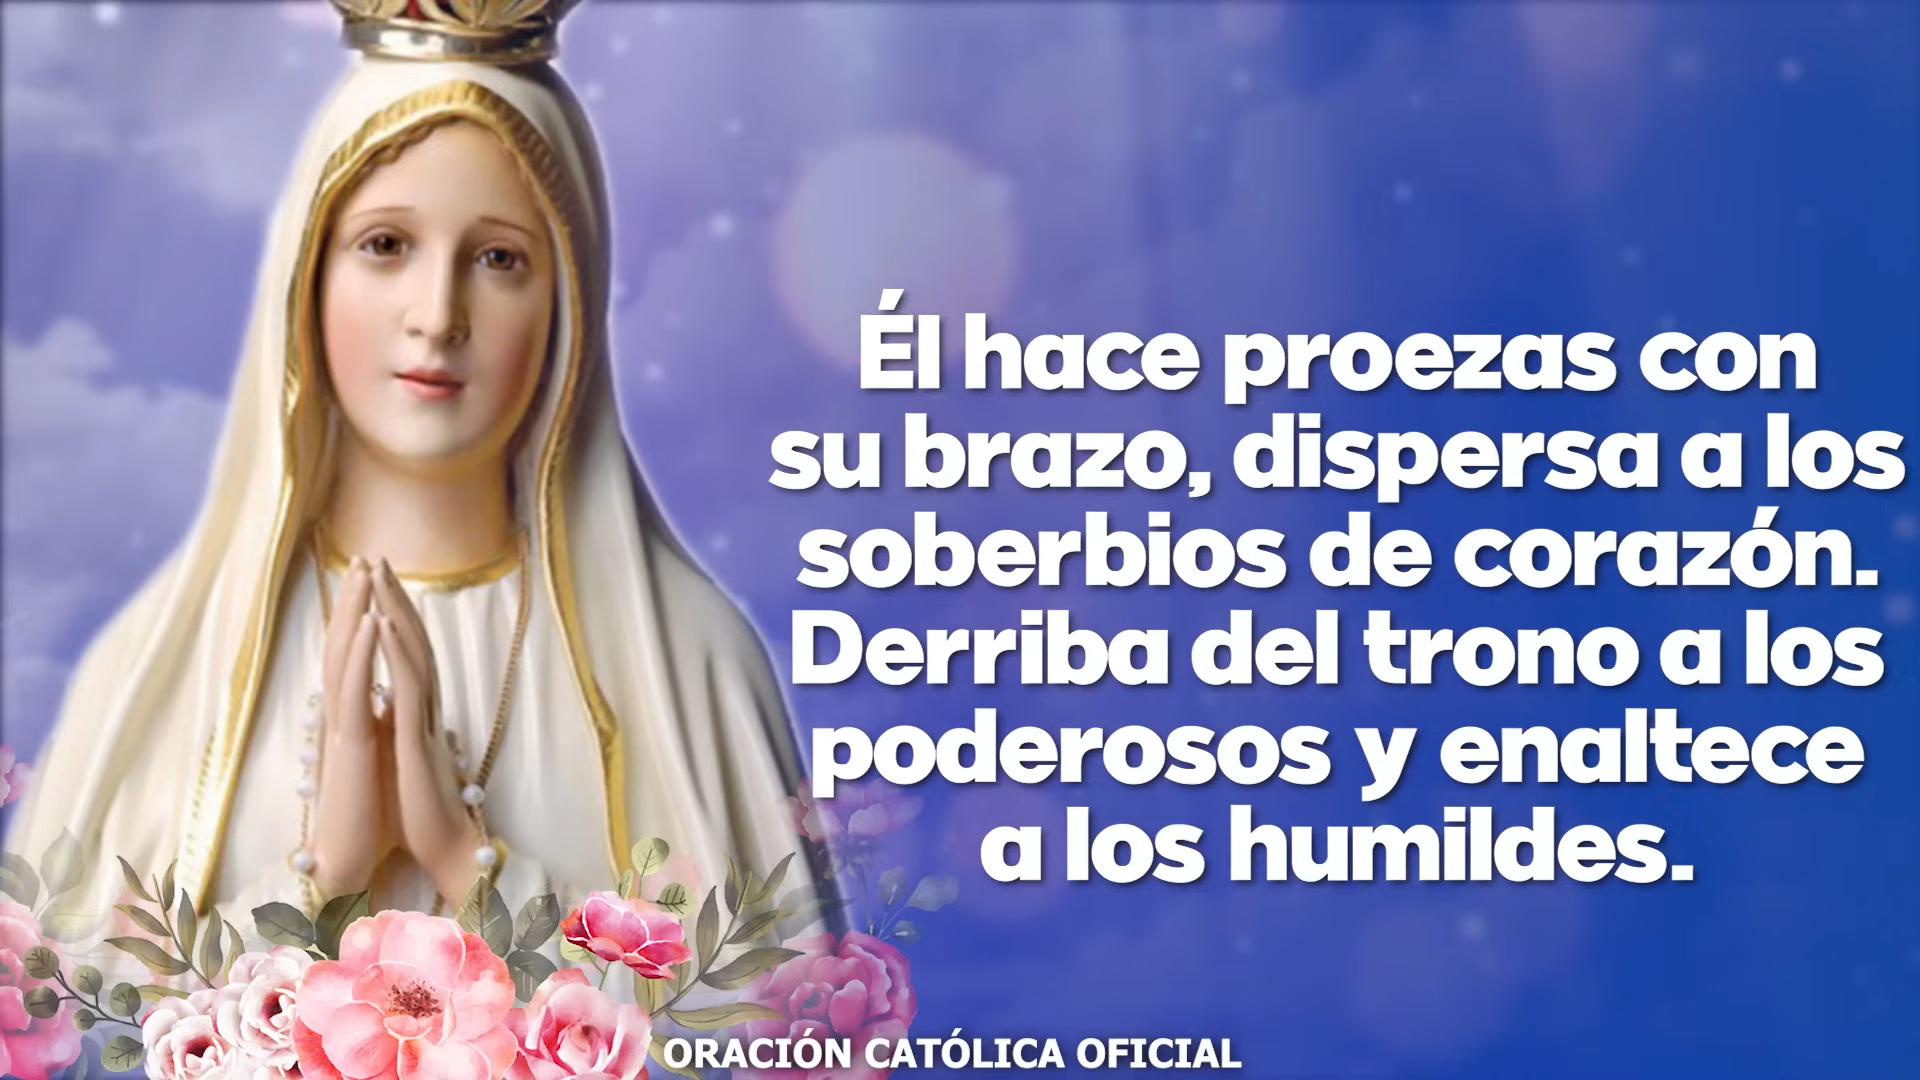 Él hace proezas con
su brazo, dispersa a los
soberbios de corazón.
Derriba del trono a los
poderosos y enaltece
a los humildes.
ORACIÓN CATÓLICA OFICIAL